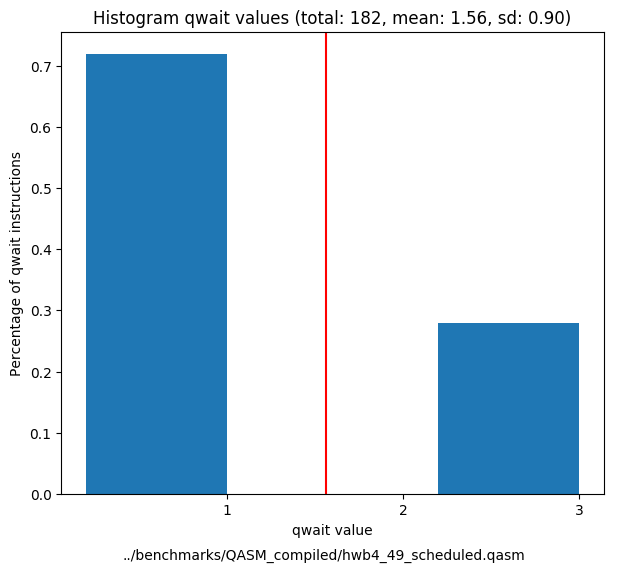 Histogram qwait values (total: 182, mean: 1.56, sd: 0.90)
Percentage of qwait instructions
0.7
0.6
0.5
0.4
0.3
0.2
0.1
0.0
1 2 3
qwait value
../benchmarks/QASM_compiled/hwb4_49_scheduled.qasm